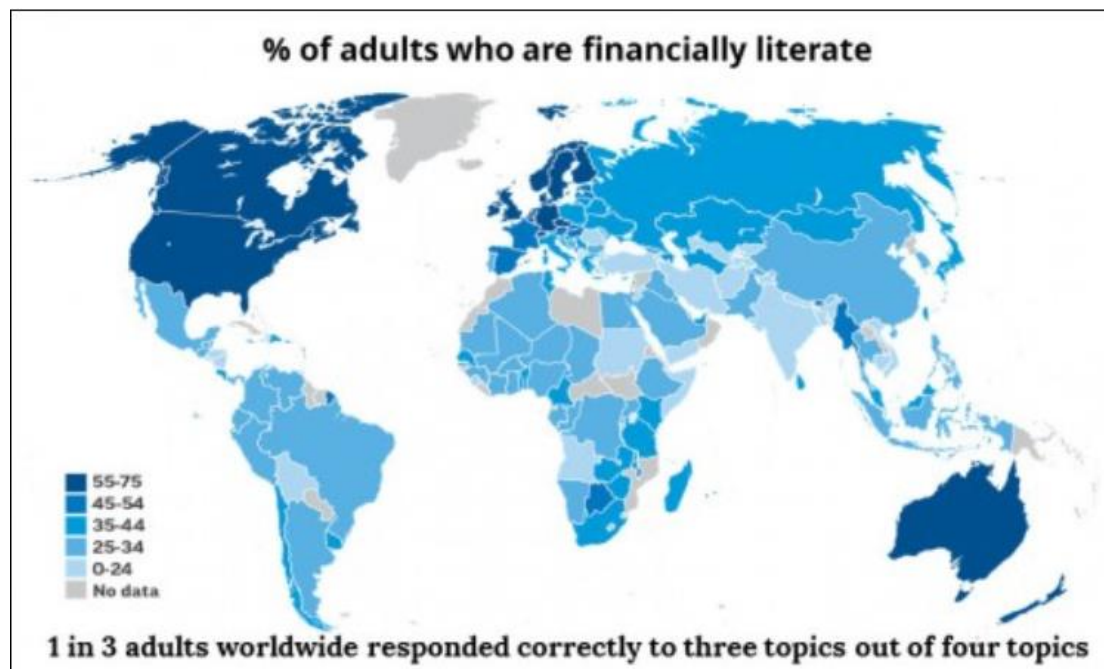 % of adults who are financially literate
55-75
45-54
35-44
25-34
0-24
No data
1 in 3 adults worldwide responded correctly to three topics out of four topics